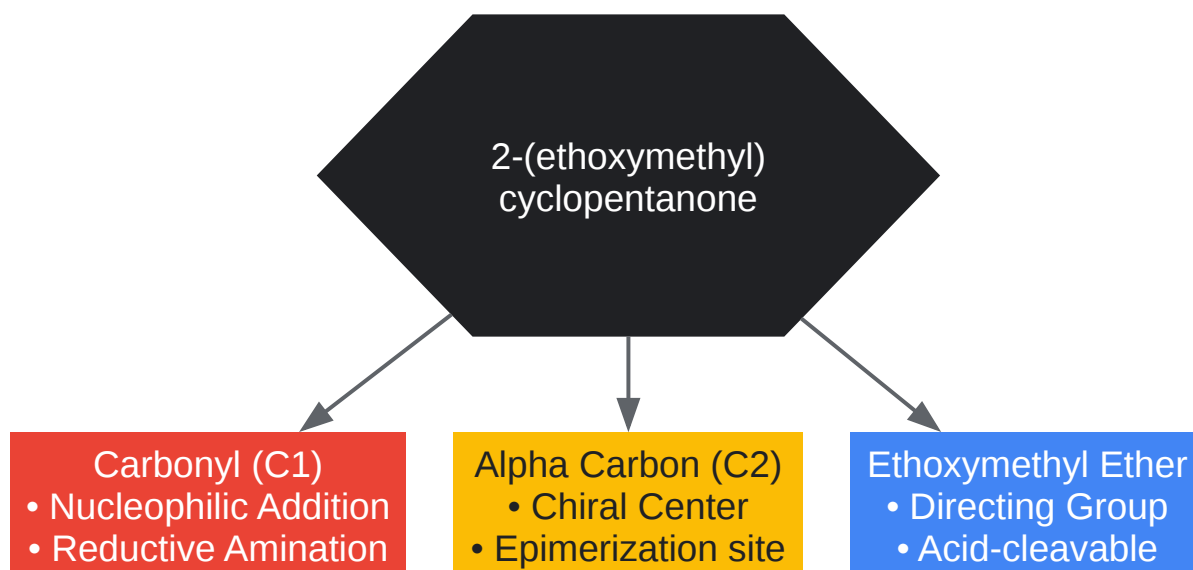 2-(ethoxymethyl)
cyclopentanone
Carbonyl (C1)
• Nucleophilic Addition
• Reductive Amination
Alpha Carbon (C2)
• Chiral Center
• Epimerization site
Ethoxymethyl Ether
• Directing Group
• Acid-cleavable